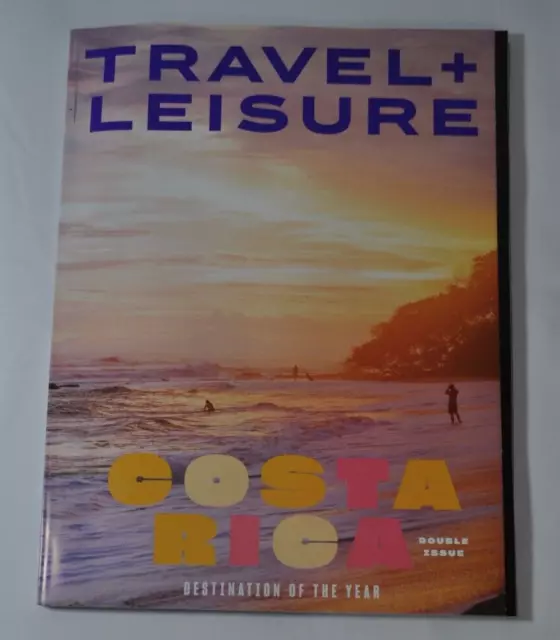 TRAVEL+
LEISURE
COSTA
RICA
DOUBLE
ISSUE
DESTINATION OF THE YEAR